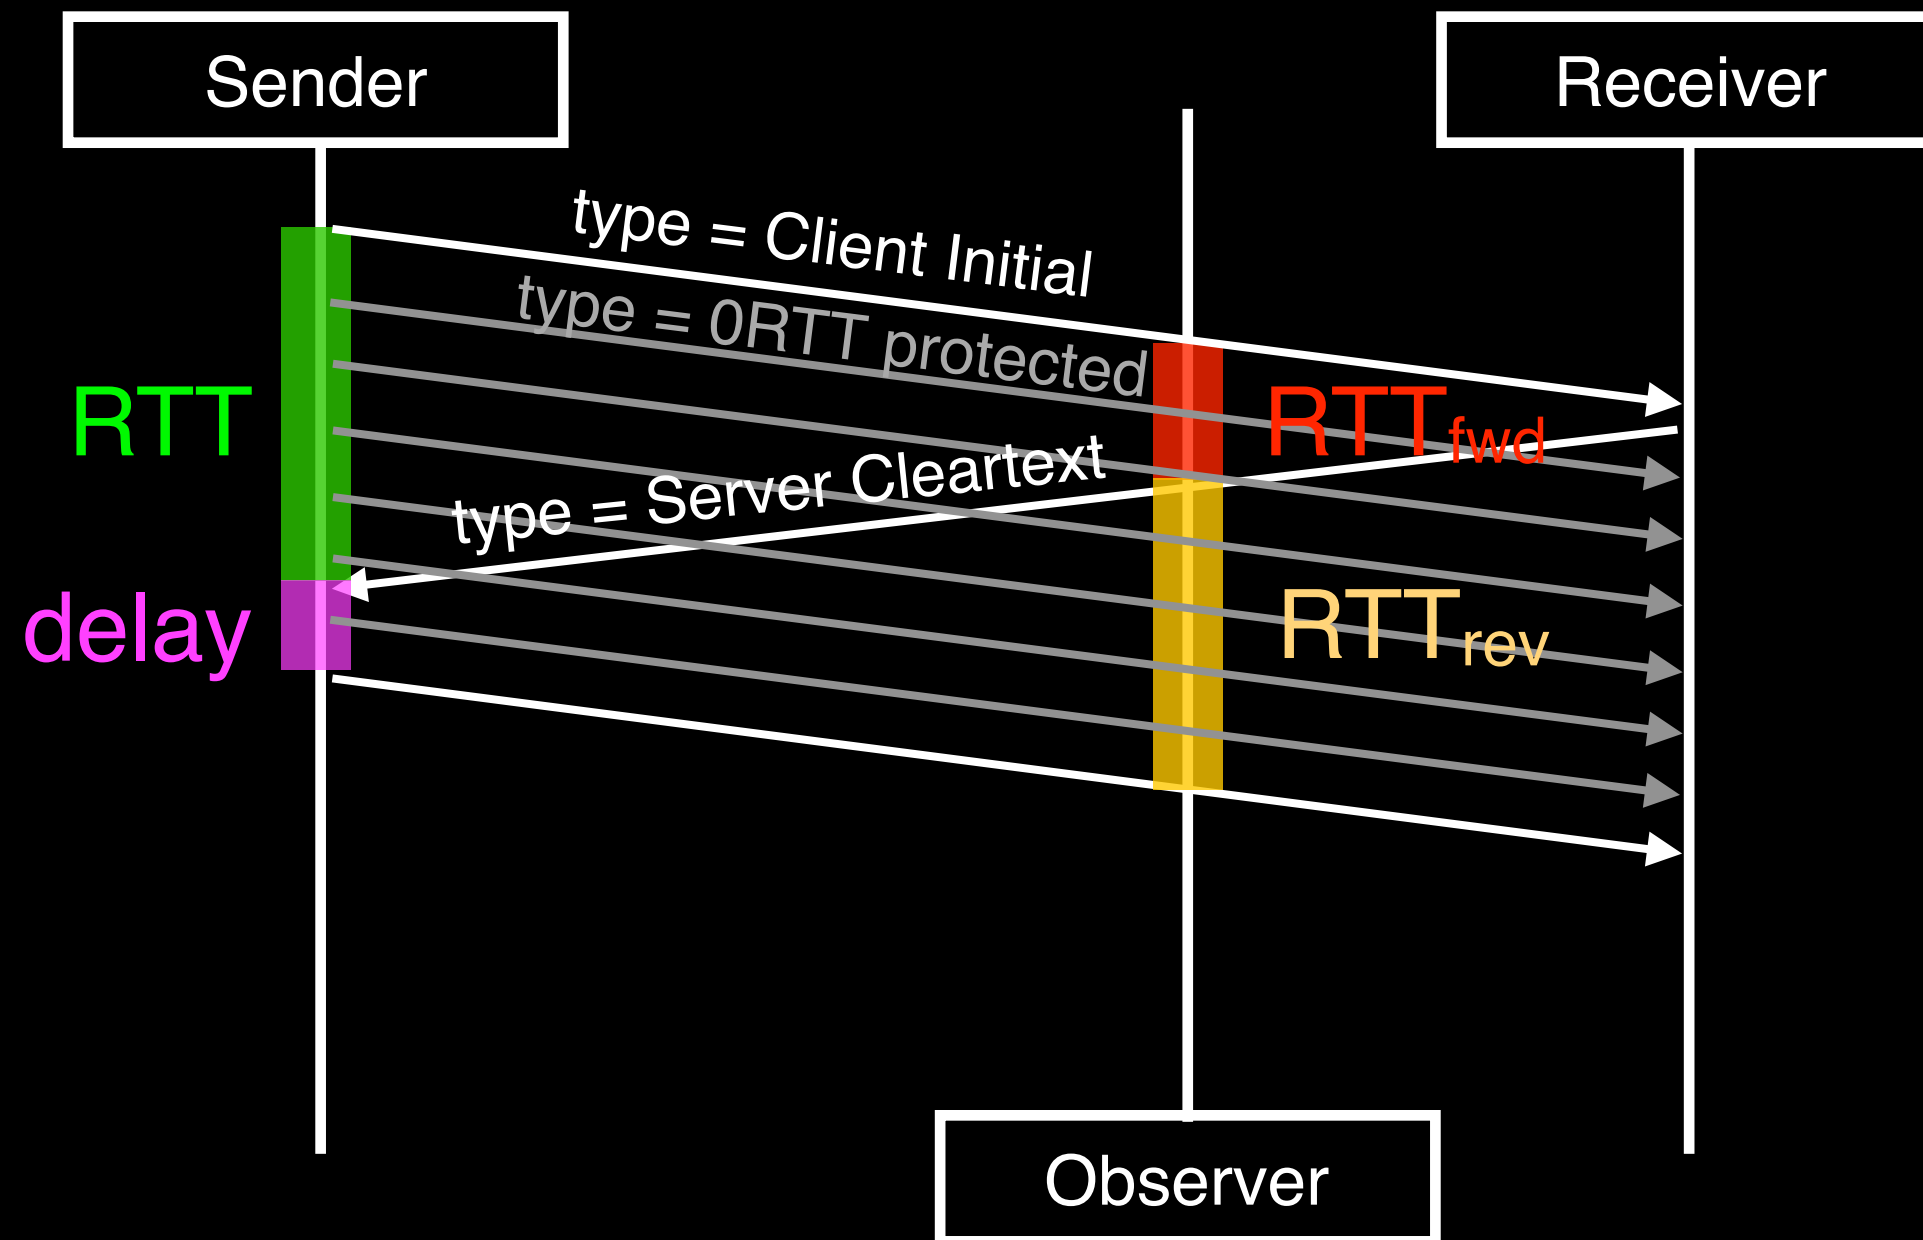 Sender
Receiver
type = Client Initial
type = 0RTT protected
RTT
RTTfwd
type = Server Cleartext
delay
RTTrev
Observer